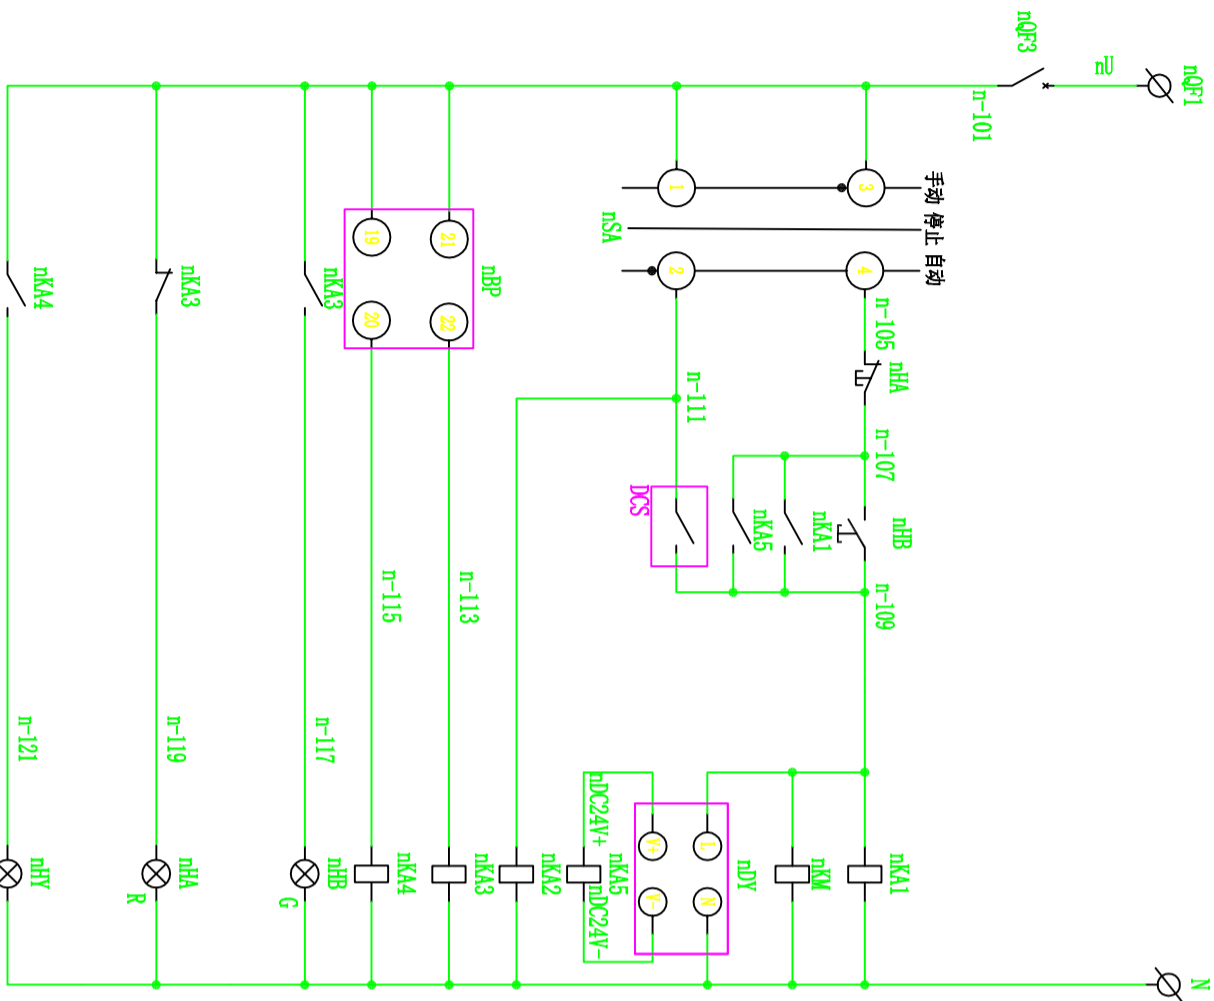 nQF1
nU
nQF3
n-101
手动 停止 自动
3
4
1
2
nSA
n-105
nHA
n-107
nHB
nKA1
nKA5
n-109
n-111
DCS
nBP
21
22
19
20
n-113
n-115
nKA3
n-117
nKA3
n-119
nKA4
n-121
nKA1
nKM
nDY
L
N
V+
V-
nDC24V+
nKA5
nDC24V-
nKA2
nKA3
nKA4
nHB
G
nHA
R
nHY
N